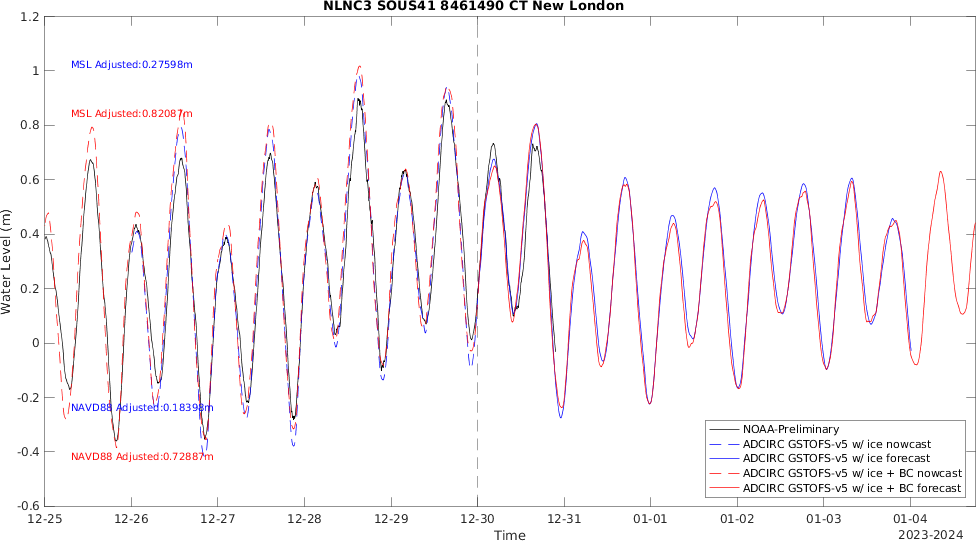 NLNC3 SOUS41 8461490 CT New London
1.2
1
0.8
0.6
0.4
0.2
0
-0.2
-0.4
-0.6
Water Level (m)
MSL Adjusted:0.27598m
MSL Adjusted:0.82087m
NAVD88 Adjusted:0.18398m
NAVD88 Adjusted:0.72887m
NOAA-Preliminary
ADCIRC GSTOFS-v5 w/ ice nowcast
ADCIRC GSTOFS-v5 w/ ice forecast
ADCIRC GSTOFS-v5 w/ ice + BC nowcast
ADCIRC GSTOFS-v5 w/ ice + BC forecast
12-25 12-26 12-27 12-28 12-29 12-30 12-31 01-01 01-02 01-03 01-04
Time
2023-2024